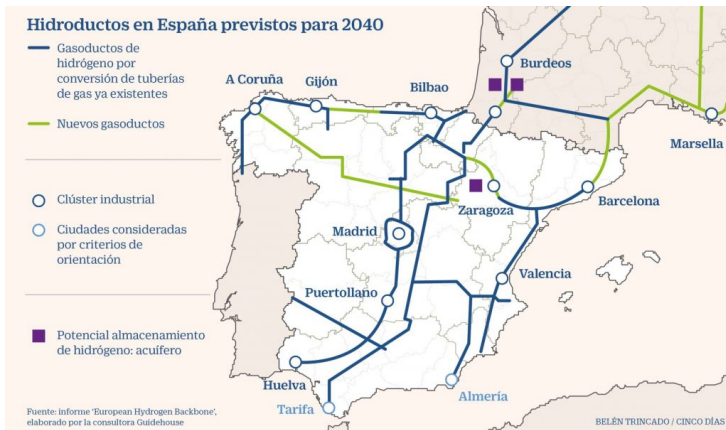 Hidroductos en España previstos para 2040
Gasoductos de
hidrógeno por
conversión de tuberías
de gas ya existentes
Nuevos gasoductos
Clúster industrial
Ciudades consideradas
por criterios de
orientación
Potencial almacenamiento
de hidrógeno: acuífero
A Coruña
Gijón
Bilbao
Burdeos
Marsella
Zaragoza
Barcelona
Madrid
Valencia
Puertollano
Huelva
Tarifa
Almería
Fuente: informe ‘European Hydrogen Backbone’,
elaborado por la consultora Guidehouse
BELÉN TRINCADO / CINCO DÍAS